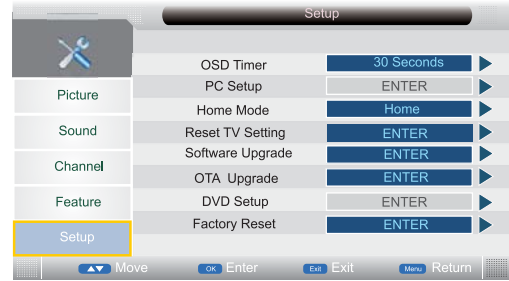 Setup
OSD Timer 30 Seconds
PC Setup ENTER
Picture
Home Mode Home
Sound
Reset TV Setting ENTER
Software Upgrade ENTER
Channel
OTA Upgrade ENTER
Feature
DVD Setup ENTER
Factory Reset ENTER
Setup
Move OK Enter Exit Exit Menu Return